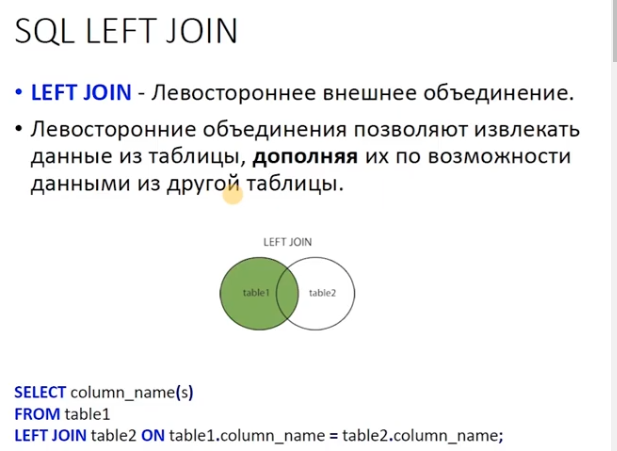 SQL LEFT JOIN
• LEFT JOIN - Левостороннее внешнее объединение.
• Левосторонние объединения позволяют извлекать
данные из таблицы, дополняя их по возможности
данными из другой таблицы.
LEFT JOIN
table1
table2
SELECT column_name(s)
FROM table1
LEFT JOIN table2 ON table1.column_name = table2.column_name;